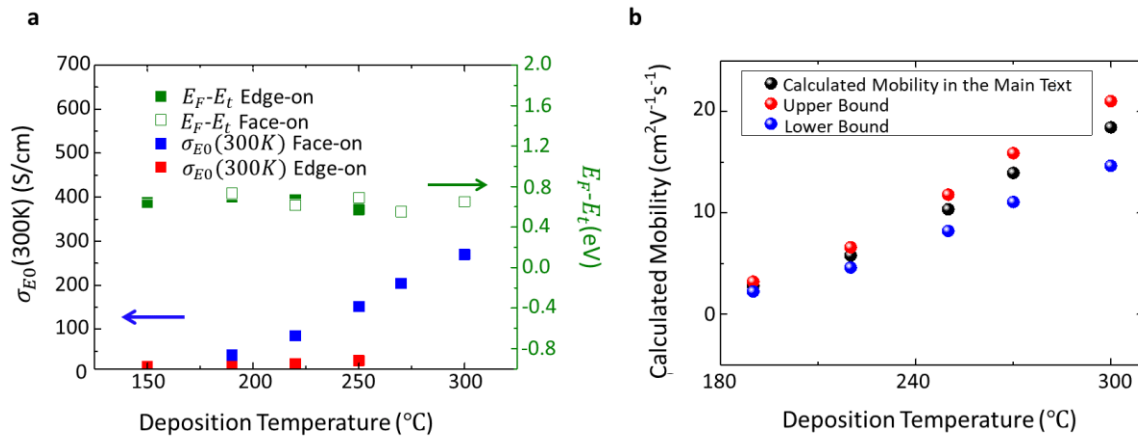 a
700
600
500
400
300
200
100
0
σE0(300K) (S/cm)
EF-Et Edge-on
EF-Et Face-on
σE0(300K) Face-on
σE0(300K) Edge-on
2.0
1.6
1.2
0.8
0.4
0.0
-0.4
-0.8
EF-Et(eV)
150 200 250 300
Deposition Temperature (°C)
b
Calculated Mobility (cm²V⁻¹s⁻¹)
20
10
0
Calculated Mobility in the Main Text
Upper Bound
Lower Bound
180 240 300
Deposition Temperature (°C)